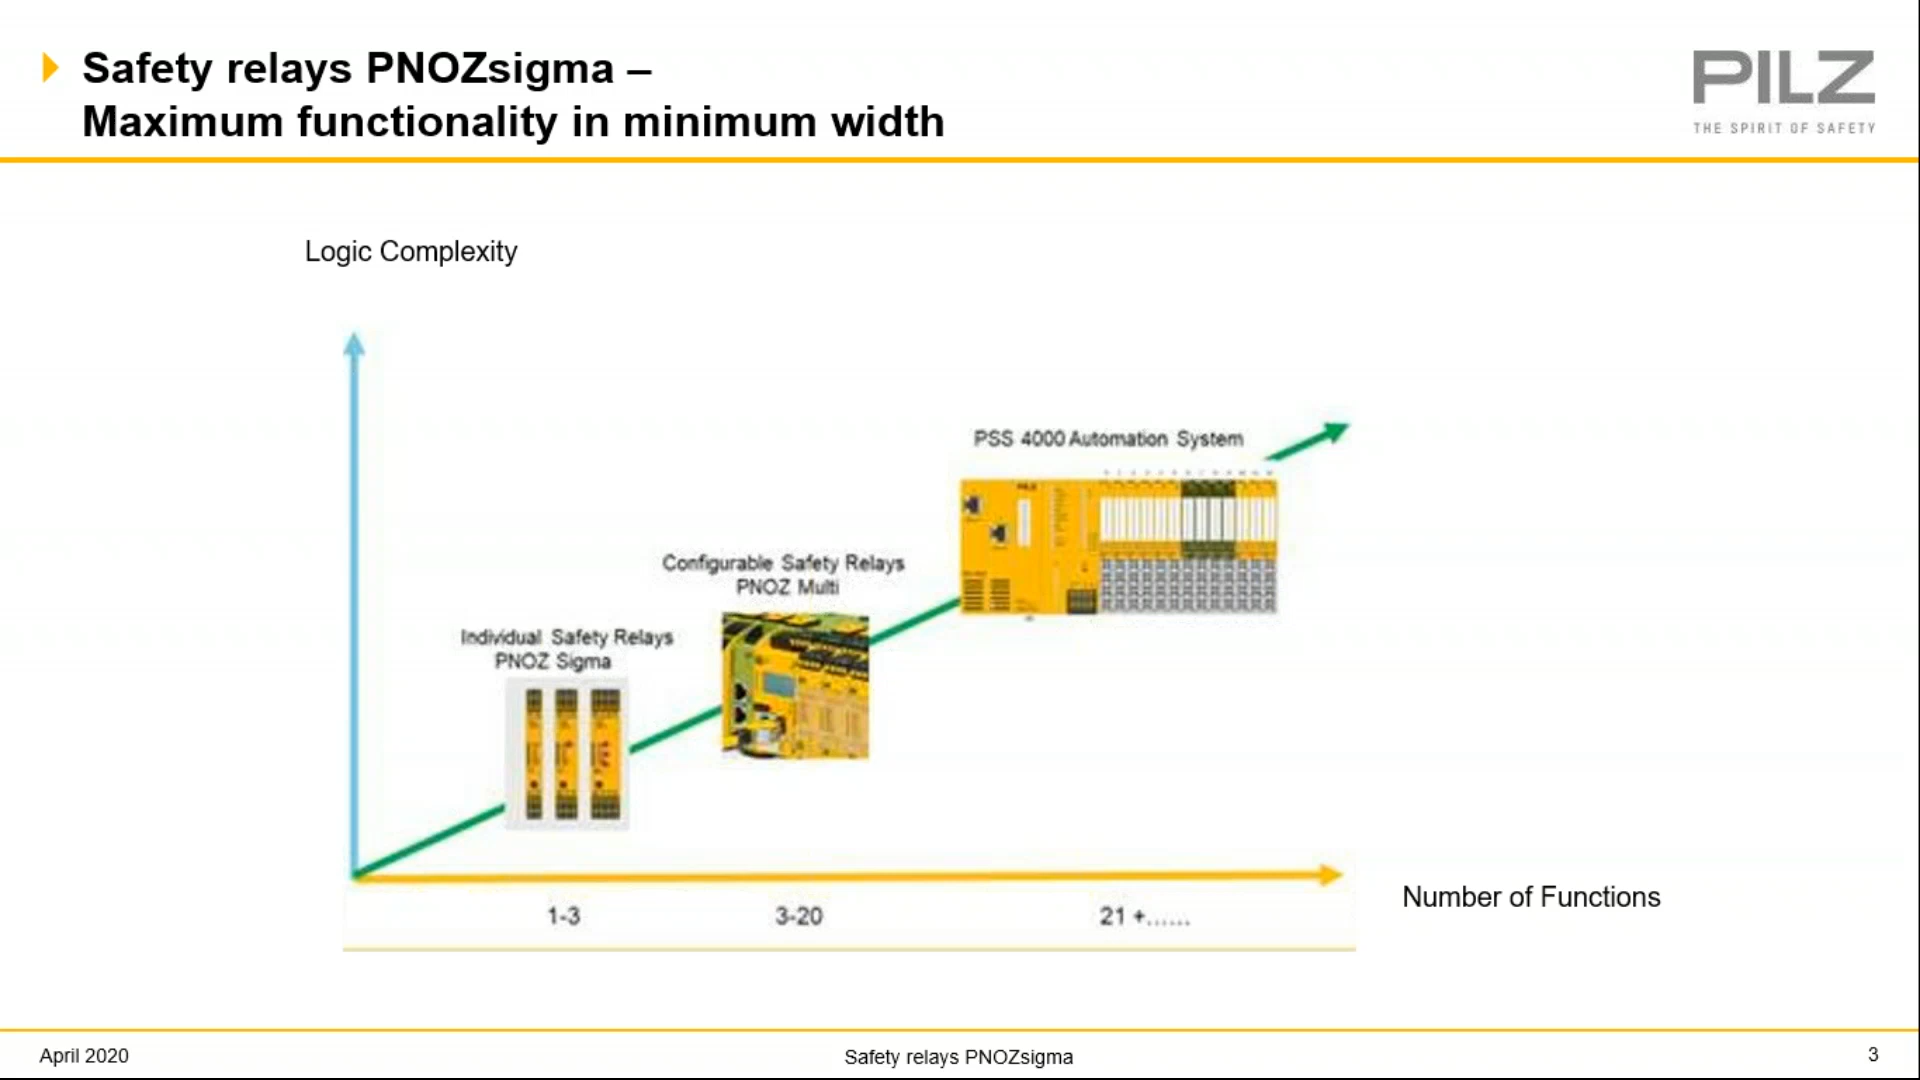 Safety relays PNOZsigma –
Maximum functionality in minimum width
PILZ
THE SPIRIT OF SAFETY
Logic Complexity
PSS 4000 Automation System
PILZ
Configurable Safety Relays
PNOZ Multi
Individual Safety Relays
PNOZ Sigma
Number of Functions
1-3
3-20
21 +......
April 2020
Safety relays PNOZsigma
3